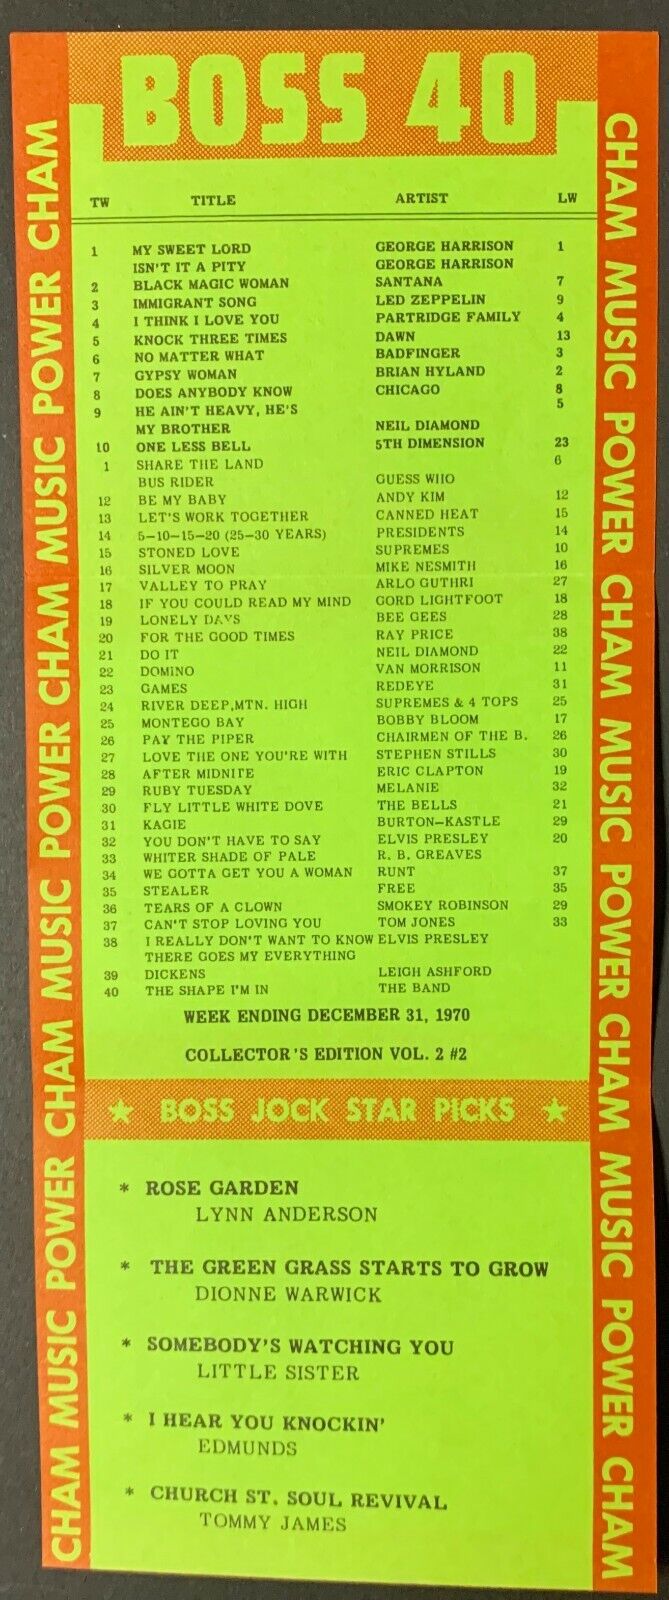 BOSS 40
TW TITLE ARTIST LW
1 MY SWEET LORD GEORGE HARRISON 1
ISN'T IT A PITY GEORGE HARRISON
2 BLACK MAGIC WOMAN SANTANA 7
3 IMMIGRANT SONG LED ZEPPELIN 9
4 I THINK I LOVE YOU PARTRIDGE FAMILY 4
5 KNOCK THREE TIMES DAWN 13
6 NO MATTER WHAT BADFINGER 3
7 GYPSY WOMAN BRIAN HYLAND 2
8 DOES ANYBODY KNOW CHICAGO 8
9 HE AIN'T HEAVY, HE'S 5
MY BROTHER NEIL DIAMOND
10 ONE LESS BELL 5TH DIMENSION 23
1 SHARE THE LAND 6
BUS RIDER GUESS WHO
12 BE MY BABY ANDY KIM 12
13 LET'S WORK TOGETHER CANNED HEAT 15
14 5-10-15-20 (25-30 YEARS) PRESIDENTS 14
15 STONED LOVE SUPREMES 10
16 SILVER MOON MIKE NESMITH 16
17 VALLEY TO PRAY ARLO GUTHRI 27
18 IF YOU COULD READ MY MIND GORD LIGHTFOOT 18
19 LONELY DAYS BEE GEES 28
20 FOR THE GOOD TIMES RAY PRICE 38
21 DO IT NEIL DIAMOND 22
22 DOMINO VAN MORRISON 11
23 GAMES REDEYE 31
24 RIVER DEEP,MTN. HIGH SUPREMES & 4 TOPS 25
25 MONTEGO BAY BOBBY BLOOM 17
26 PAY THE PIPER CHAIRMEN OF THE B. 26
27 LOVE THE ONE YOU'RE WITH STEPHEN STILLS 30
28 AFTER MIDNITE ERIC CLAPTON 19
29 RUBY TUESDAY MELANIE 32
30 FLY LITTLE WHITE DOVE THE BELLS 21
31 KAGIE BURTON-KASTLE 29
32 YOU DON'T HAVE TO SAY ELVIS PRESLEY 20
33 WHITER SHADE OF PALE R. B. GREAVES
34 WE GOTTA GET YOU A WOMAN RUNT 37
35 STEALER FREE 35
36 TEARS OF A CLOWN SMOKEY ROBINSON 29
37 CAN'T STOP LOVING YOU TOM JONES 33
38 I REALLY DON'T WANT TO KNOW ELVIS PRESLEY
THERE GOES MY EVERYTHING
39 DICKENS LEIGH ASHFORD
40 THE SHAPE I'M IN THE BAND
WEEK ENDING DECEMBER 31, 1970
COLLECTOR'S EDITION VOL. 2 #2
★ BOSS JOCK STAR PICKS ★
* ROSE GARDEN
LYNN ANDERSON
* THE GREEN GRASS STARTS TO GROW
DIONNE WARWICK
* SOMEBODY'S WATCHING YOU
LITTLE SISTER
* I HEAR YOU KNOCKIN'
EDMUNDS
* CHURCH ST. SOUL REVIVAL
TOMMY JAMES
CHAM MUSIC POWER CHAM MUSIC POWER CHAM MUSIC POWER CHAM
CHAM MUSIC POWER CHAM MUSIC POWER CHAM MUSIC POWER CHAM